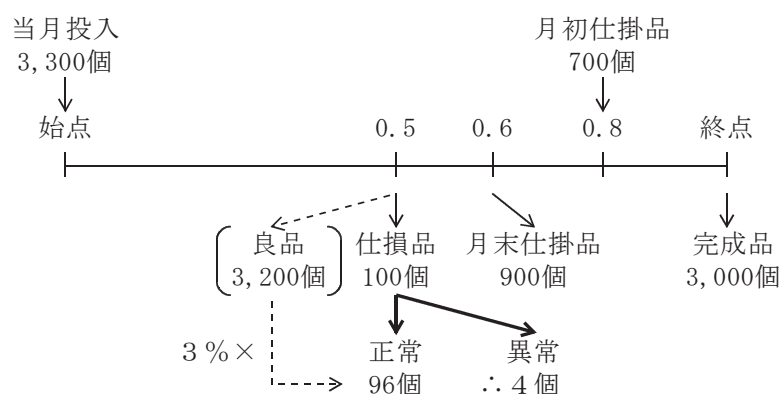 当月投入
3,300個
月初仕掛品
700個
始点
0.5
0.6
0.8
終点
良品
3,200個
仕損品
100個
月末仕掛品
900個
完成品
3,000個
3%×
正常
96個
異常
∴4個